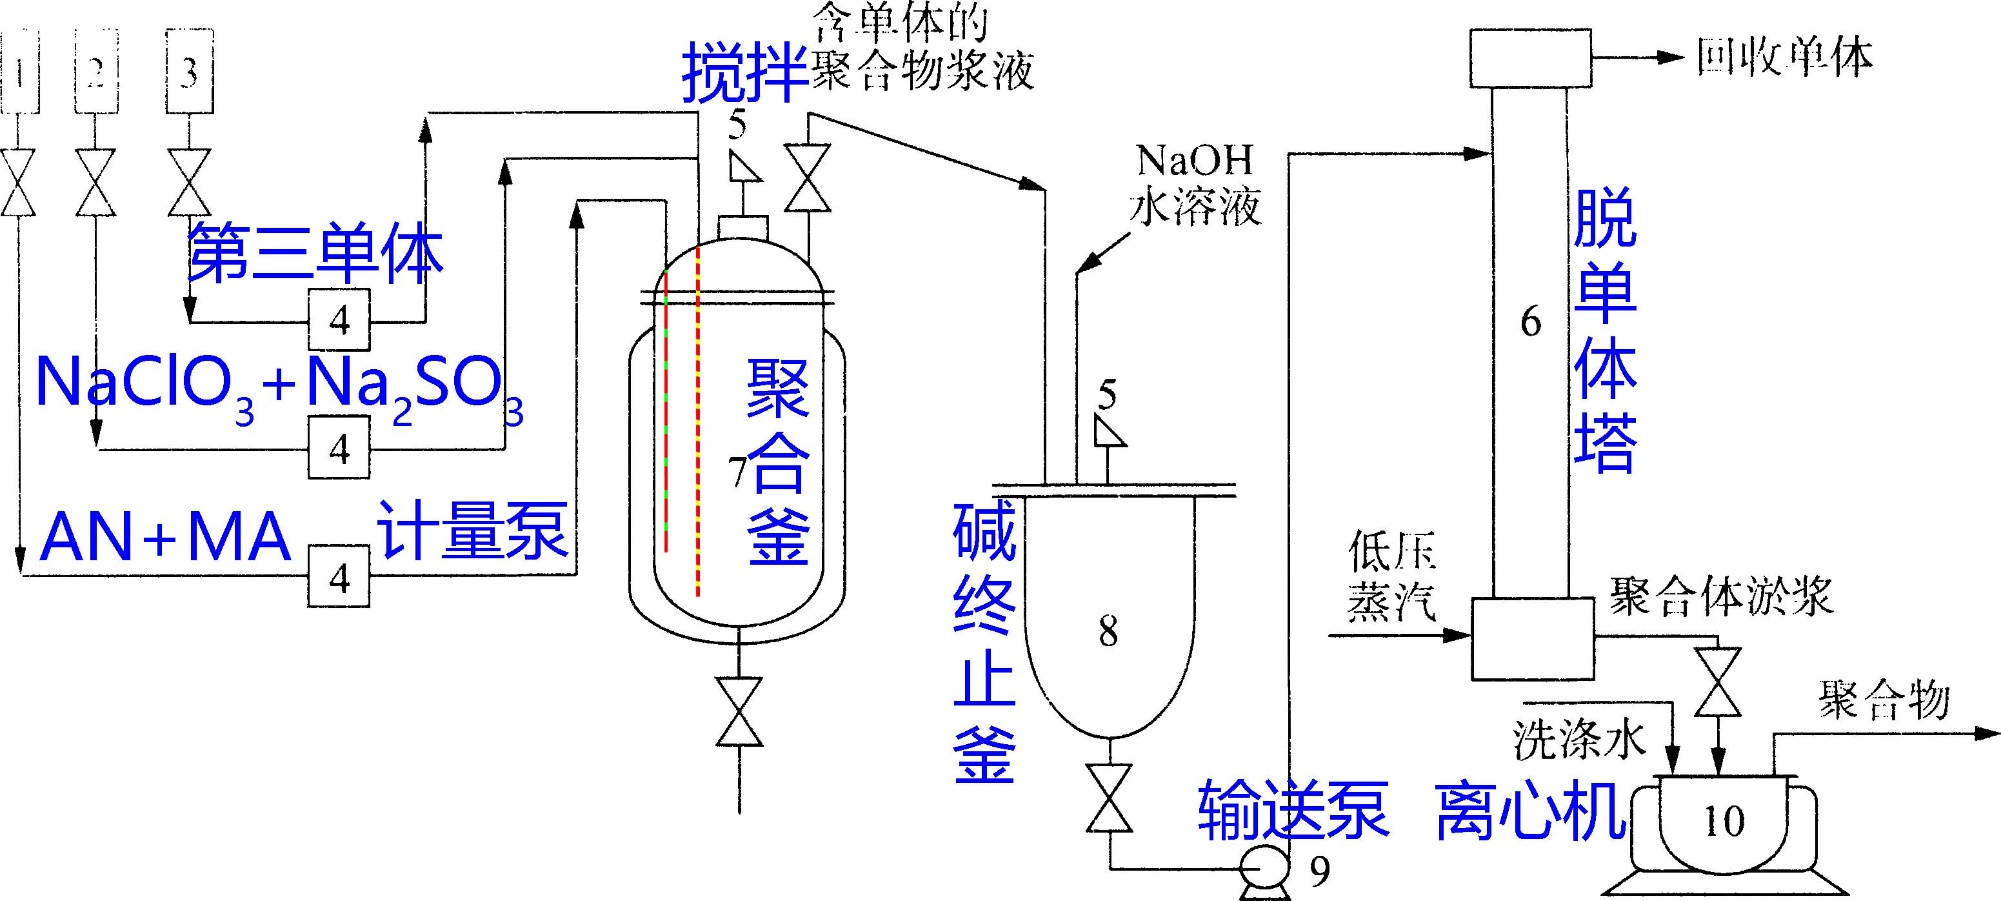 1
2
3
第三单体
4
NaClO3+Na2SO3
4
AN+MA
计量泵
4
搅拌
5
含单体的
聚合物浆液
聚合釜
7
NaOH
水溶液
5
碱终止釜
8
输送泵
9
回收单体
脱单体塔
6
低压
蒸汽
聚合体淤浆
洗涤水
聚合物
离心机
10